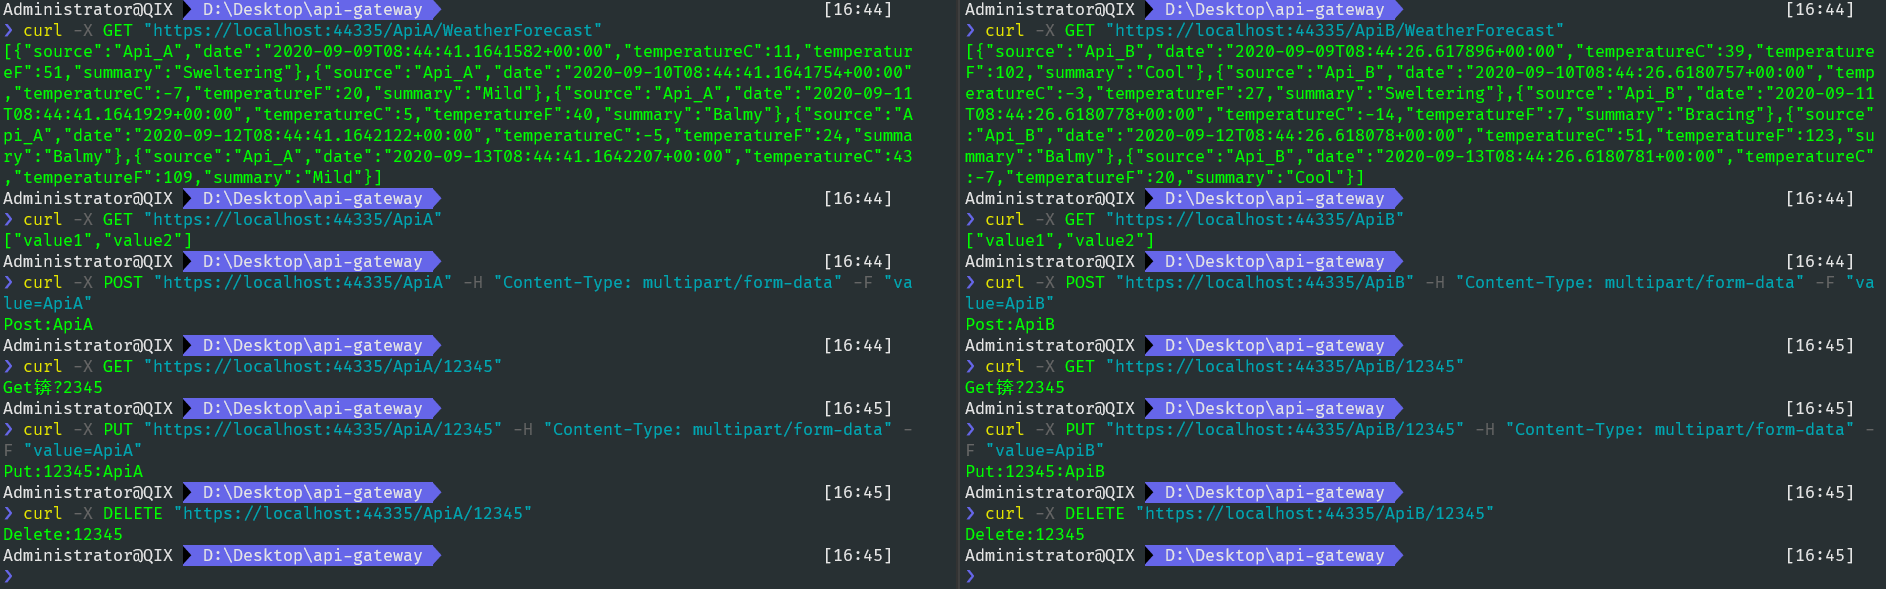 Administrator@QIX D:\Desktop\api-gateway [16:44]
❯ curl -X GET "https://localhost:44335/ApiA/WeatherForecast"
[{"source":"Api_A","date":"2020-09-09T08:44:41.1641582+00:00","temperatureC":11,"temperatur
eF":51,"summary":"Sweltering"},{"source":"Api_A","date":"2020-09-10T08:44:41.1641754+00:00"
,"temperatureC":-7,"temperatureF":20,"summary":"Mild"},{"source":"Api_A","date":"2020-09-11
T08:44:41.1641929+00:00","temperatureC":5,"temperatureF":40,"summary":"Balmy"},{"source":"A
pi_A","date":"2020-09-12T08:44:41.1642122+00:00","temperatureC":-5,"temperatureF":24,"summa
ry":"Balmy"},{"source":"Api_A","date":"2020-09-13T08:44:41.1642207+00:00","temperatureC":43
,"temperatureF":109,"summary":"Mild"}]
Administrator@QIX D:\Desktop\api-gateway [16:44]
❯ curl -X GET "https://localhost:44335/ApiA"
["value1","value2"]
Administrator@QIX D:\Desktop\api-gateway [16:44]
❯ curl -X POST "https://localhost:44335/ApiA" -H "Content-Type: multipart/form-data" -F "va
lue=ApiA"
Post:ApiA
Administrator@QIX D:\Desktop\api-gateway [16:44]
❯ curl -X GET "https://localhost:44335/ApiA/12345"
Get锛?2345
Administrator@QIX D:\Desktop\api-gateway [16:45]
❯ curl -X PUT "https://localhost:44335/ApiA/12345" -H "Content-Type: multipart/form-data" -
F "value=ApiA"
Put:12345:ApiA
Administrator@QIX D:\Desktop\api-gateway [16:45]
❯ curl -X DELETE "https://localhost:44335/ApiA/12345"
Delete:12345
Administrator@QIX D:\Desktop\api-gateway [16:45]
❯
Administrator@QIX D:\Desktop\api-gateway [16:44]
❯ curl -X GET "https://localhost:44335/ApiB/WeatherForecast"
[{"source":"Api_B","date":"2020-09-09T08:44:26.617896+00:00","temperatureC":39,"temperature
F":102,"summary":"Cool"},{"source":"Api_B","date":"2020-09-10T08:44:26.6180757+00:00","temp
eratureC":-3,"temperatureF":27,"summary":"Sweltering"},{"source":"Api_B","date":"2020-09-11
T08:44:26.6180778+00:00","temperatureC":-14,"temperatureF":7,"summary":"Bracing"},{"source"
:"Api_B","date":"2020-09-12T08:44:26.618078+00:00","temperatureC":51,"temperatureF":123,"su
mmary":"Balmy"},{"source":"Api_B","date":"2020-09-13T08:44:26.6180781+00:00","temperatureC"
:-7,"temperatureF":20,"summary":"Cool"}]
Administrator@QIX D:\Desktop\api-gateway [16:44]
❯ curl -X GET "https://localhost:44335/ApiB"
["value1","value2"]
Administrator@QIX D:\Desktop\api-gateway [16:44]
❯ curl -X POST "https://localhost:44335/ApiB" -H "Content-Type: multipart/form-data" -F "va
lue=ApiB"
Post:ApiB
Administrator@QIX D:\Desktop\api-gateway [16:45]
❯ curl -X GET "https://localhost:44335/ApiB/12345"
Get锛?2345
Administrator@QIX D:\Desktop\api-gateway [16:45]
❯ curl -X PUT "https://localhost:44335/ApiB/12345" -H "Content-Type: multipart/form-data" -
F "value=ApiB"
Put:12345:ApiB
Administrator@QIX D:\Desktop\api-gateway [16:45]
❯ curl -X DELETE "https://localhost:44335/ApiB/12345"
Delete:12345
Administrator@QIX D:\Desktop\api-gateway [16:45]
❯